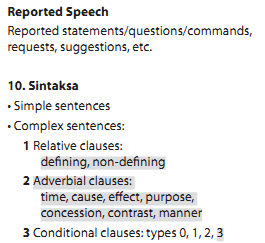 Reported Speech
Reported statements/questions/commands,
requests, suggestions, etc.
10. Sintaksa
• Simple sentences
• Complex sentences:
1 Relative clauses:
defining, non-defining
2 Adverbial clauses:
time, cause, effect, purpose,
concession, contrast, manner
3 Conditional clauses: types 0, 1, 2, 3